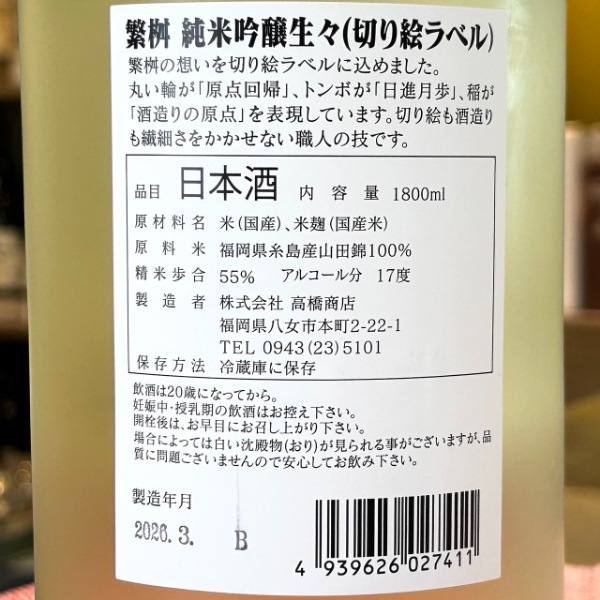 繁桝 純米吟醸生々(切り絵ラベル)
繁桝の想いを切り絵ラベルに込めました。
丸い輪が「原点回帰」、トンボが「日進月歩」、稲が
「酒造りの原点」を表現しています。切り絵も酒造り
も繊細さをかかせない職人の技です。
品目 日本酒 内容量 1800ml
原材料名 米(国産)、米麹(国産米)
原料米 福岡県糸島産山田錦100%
精米歩合 55% アルコール分 17度
製造者 株式会社 高橋商店
福岡県八女市本町2-22-1
TEL 0943(23)5101
保存方法 冷蔵庫に保存
飲酒は20歳になってから。
妊娠中・授乳期の飲酒はお控え下さい。
開栓後は、お早目にお召し上がり下さい。
場合によっては白い沈殿物(おり)が見られる事がございますが、品
質に問題ございませんので安心してお飲み下さい。
製造年月
2026.3. B
4 939626 027411